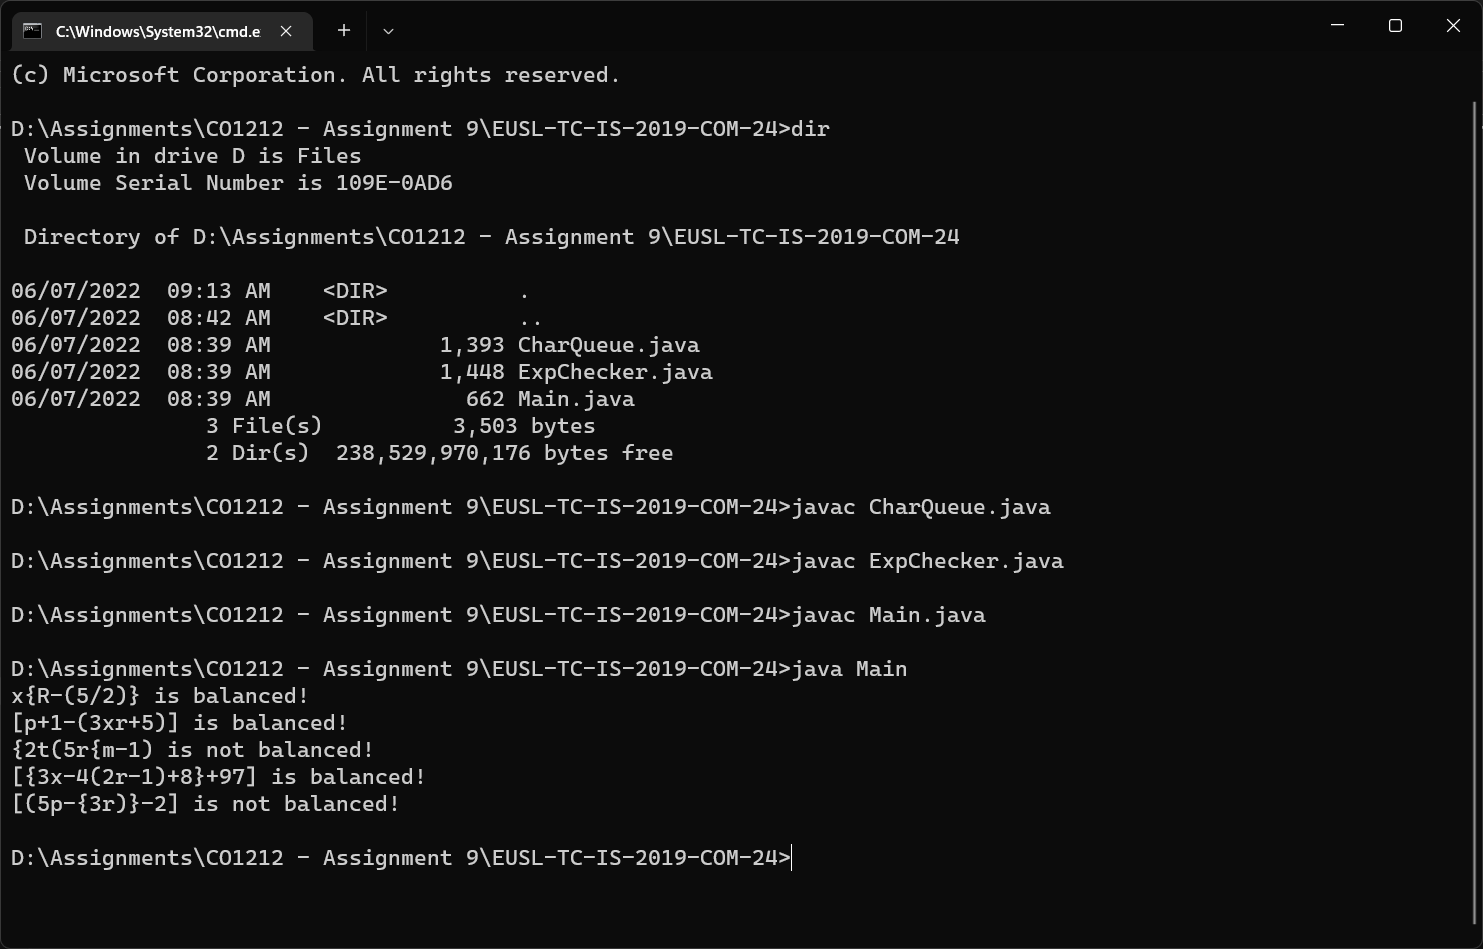 C:\Windows\System32\cmd.e
(c) Microsoft Corporation. All rights reserved.
D:\Assignments\CO1212 - Assignment 9\EUSL-TC-IS-2019-COM-24>dir
 Volume in drive D is Files
 Volume Serial Number is 109E-0AD6
 Directory of D:\Assignments\CO1212 - Assignment 9\EUSL-TC-IS-2019-COM-24
06/07/2022  09:13 AM    <DIR>          .
06/07/2022  08:42 AM    <DIR>          ..
06/07/2022  08:39 AM             1,393 CharQueue.java
06/07/2022  08:39 AM             1,448 ExpChecker.java
06/07/2022  08:39 AM               662 Main.java
               3 File(s)          3,503 bytes
               2 Dir(s)  238,529,970,176 bytes free
D:\Assignments\CO1212 - Assignment 9\EUSL-TC-IS-2019-COM-24>javac CharQueue.java
D:\Assignments\CO1212 - Assignment 9\EUSL-TC-IS-2019-COM-24>javac ExpChecker.java
D:\Assignments\CO1212 - Assignment 9\EUSL-TC-IS-2019-COM-24>javac Main.java
D:\Assignments\CO1212 - Assignment 9\EUSL-TC-IS-2019-COM-24>java Main
x{R-(5/2)} is balanced!
[p+1-(3xr+5)] is balanced!
{2t(5r{m-1) is not balanced!
[{3x-4(2r-1)+8}+97] is balanced!
[(5p-{3r)}-2] is not balanced!
D:\Assignments\CO1212 - Assignment 9\EUSL-TC-IS-2019-COM-24>